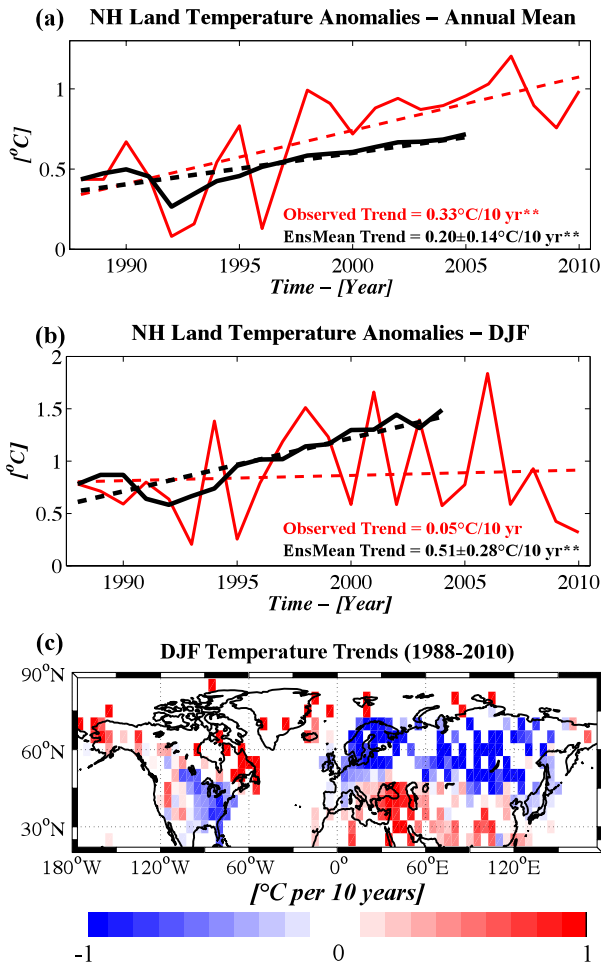 (a) NH Land Temperature Anomalies – Annual Mean
[°C]
1
0.5
0
Observed Trend = 0.33°C/10 yr**
EnsMean Trend = 0.20±0.14°C/10 yr**
1990 1995 2000 2005 2010
Time – [Year]
(b) NH Land Temperature Anomalies – DJF
[°C]
2
1.5
1
0.5
0
Observed Trend = 0.05°C/10 yr
EnsMean Trend = 0.51±0.28°C/10 yr**
1990 1995 2000 2005 2010
Time – [Year]
(c) DJF Temperature Trends (1988-2010)
90°N
60°N
30°N
180°W 120°W 60°W 0° 60°E 120°E
[°C per 10 years]
-1 0 1